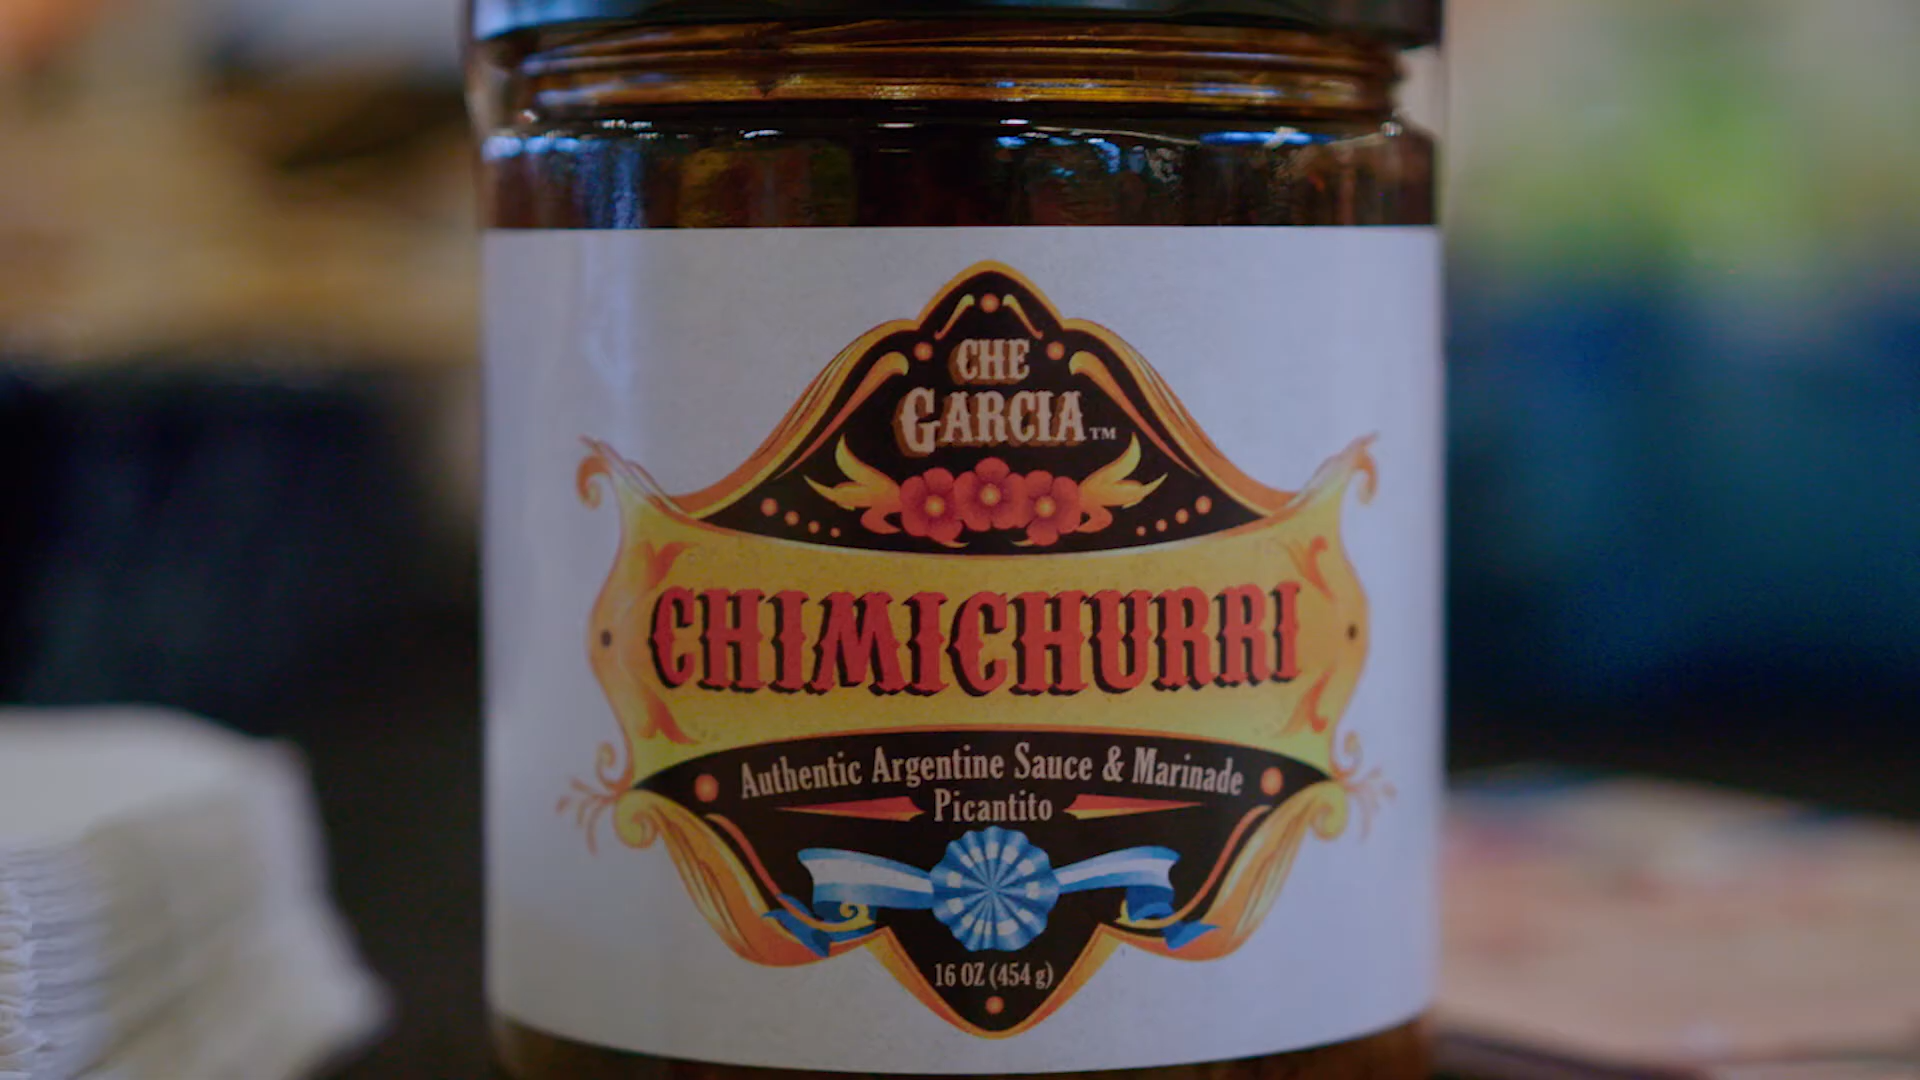 CHE
GARCIA™
CHIMICHURRI
Authentic Argentine Sauce & Marinade
Picantito
16 OZ (454 g)